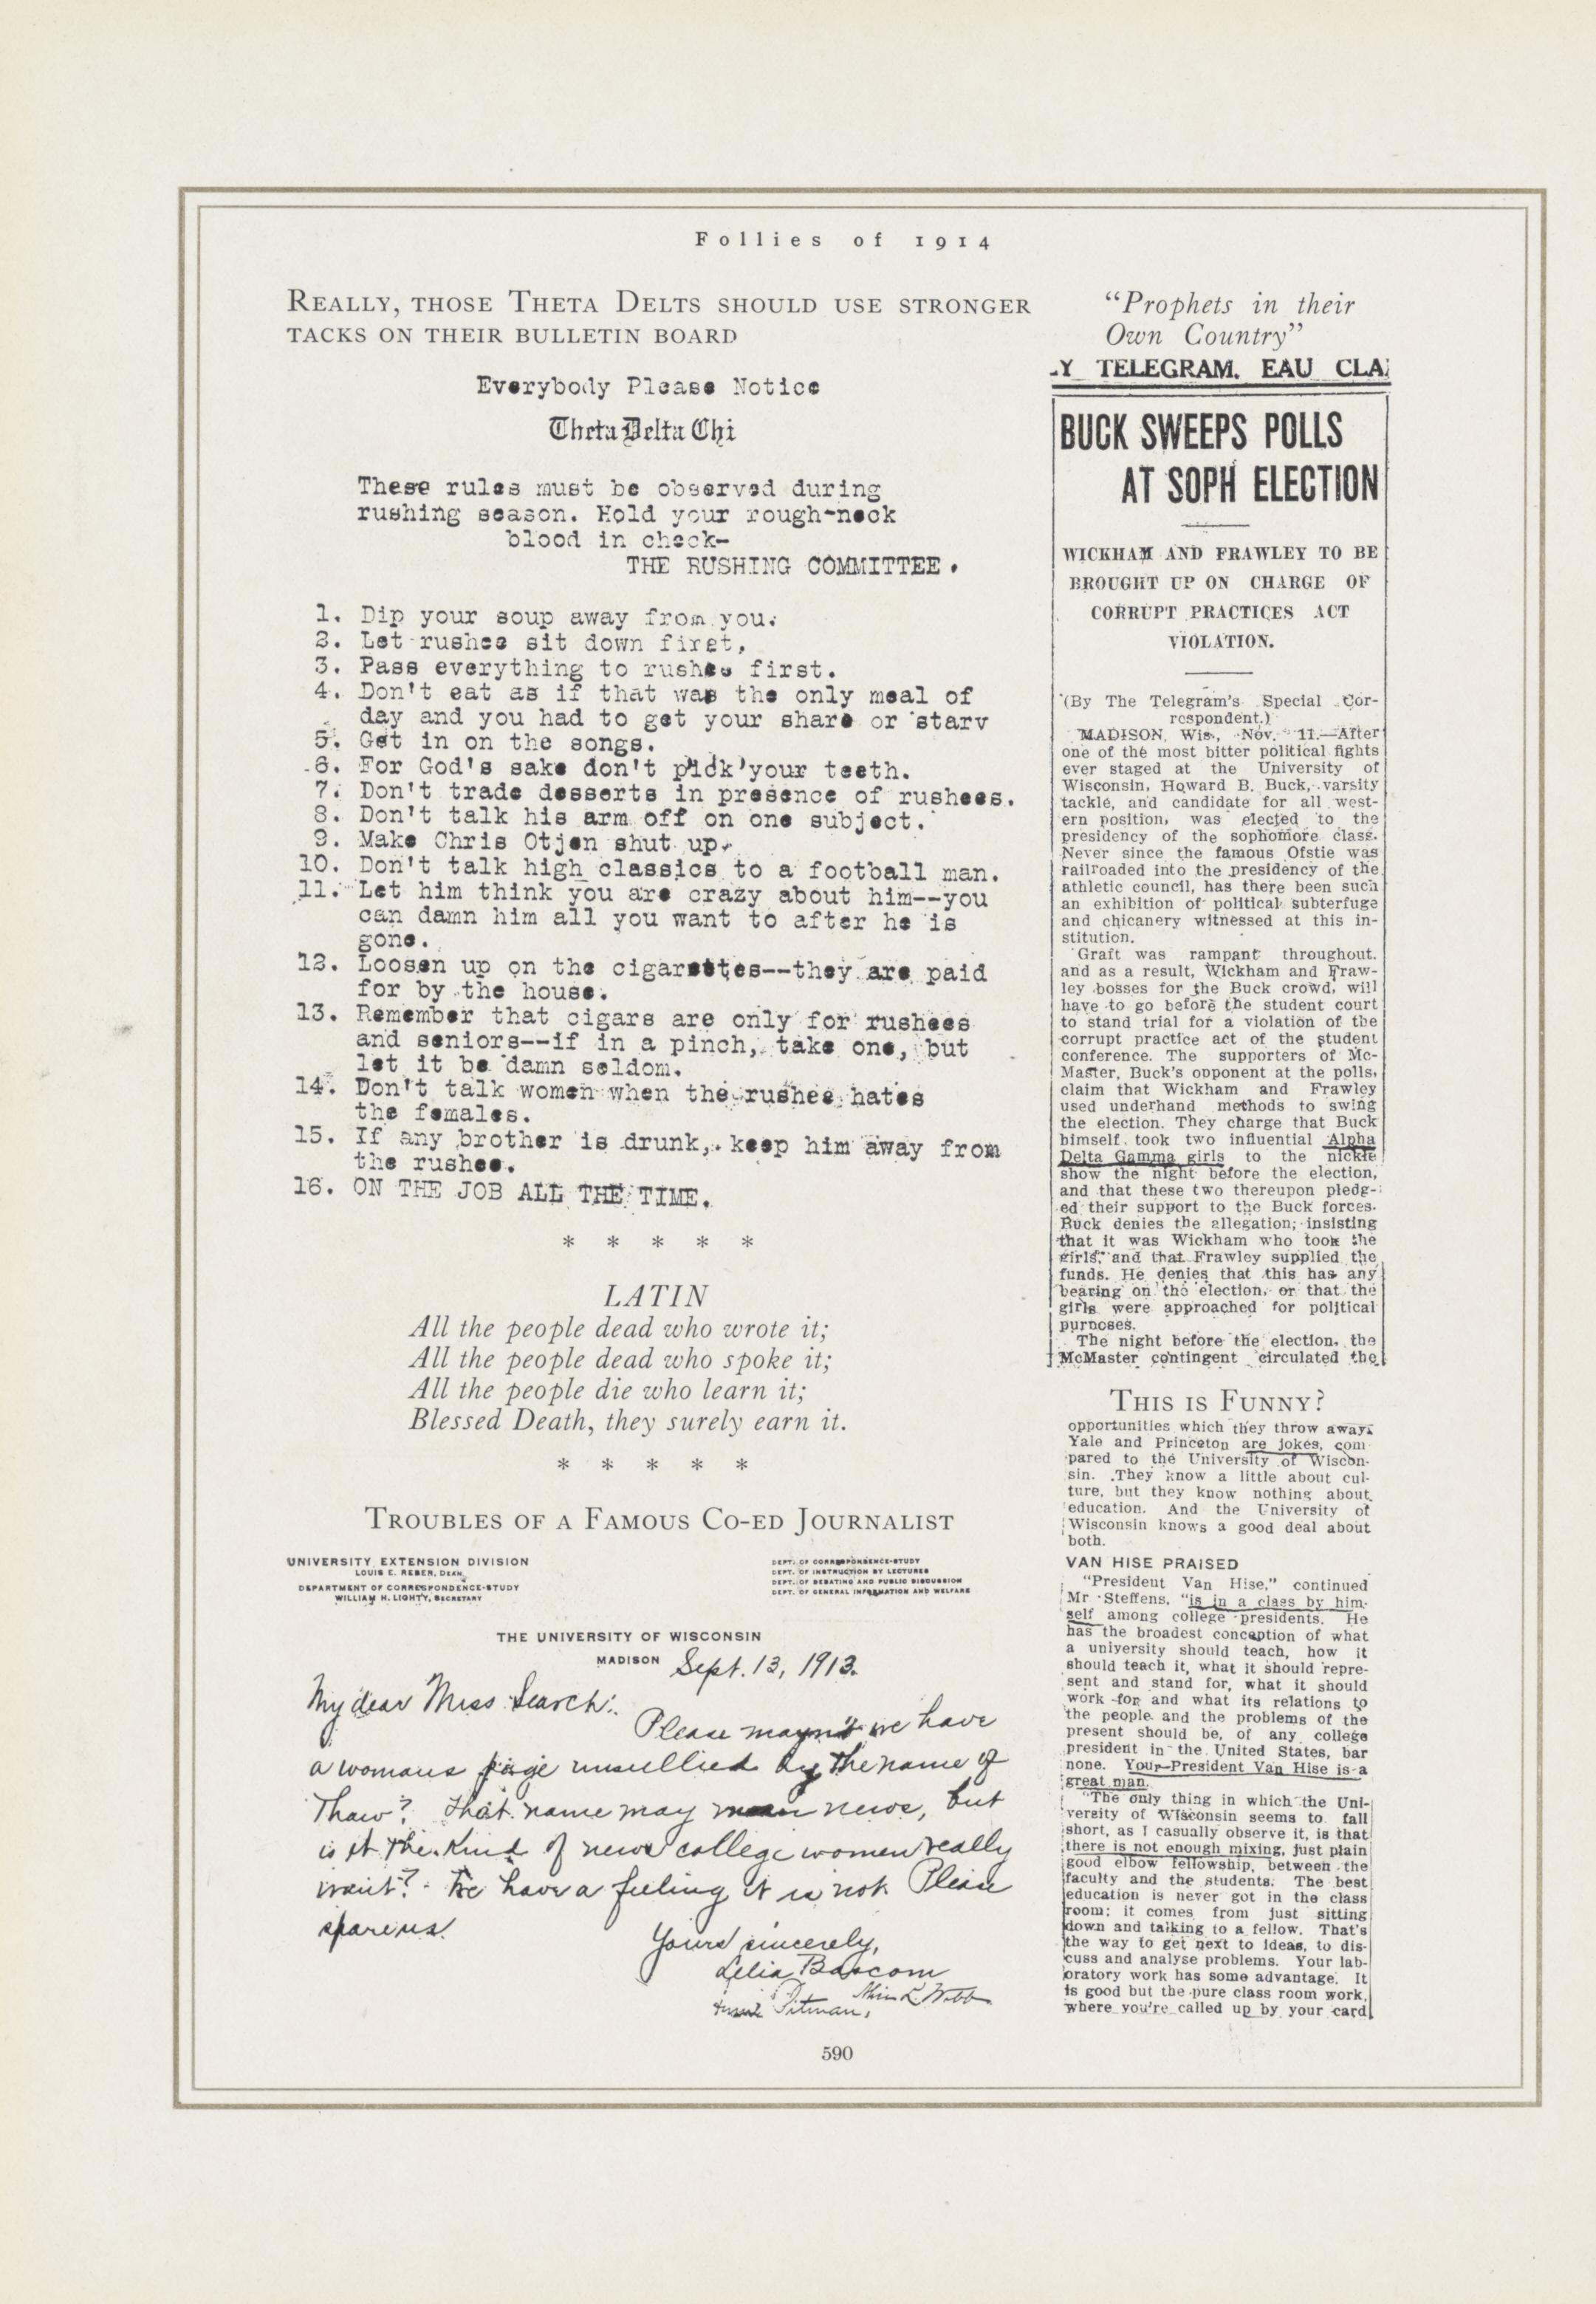 Follies of 1914
REALLY, THOSE THETA DELTS SHOULD USE STRONGER
TACKS ON THEIR BULLETIN BOARD
Everybody Please Notice
Theta Delta Chi
These rules must be observed during
rushing season. Hold your rough-neck
blood in check-
THE RUSHING COMMITTEE.
1. Dip your soup away from you.
2. Let rushee sit down first,
3. Pass everything to rushee first.
4. Don't eat as if that was the only meal of
day and you had to get your share or starv
5. Get in on the songs.
6. For God's sake don't pick your teeth.
7. Don't trade desserts in presence of rushees.
8. Don't talk his arm off on one subject.
9. Make Chris Otjen shut up.
10. Don't talk high classics to a football man.
11. Let him think you are crazy about him--you
can damn him all you want to after he is
gone.
12. Loosen up on the cigarettes--they are paid
for by the house.
13. Remember that cigars are only for rushees
and seniors--if in a pinch, take one, but
let it be damn seldom.
14. Don't talk women when the rushee hates
the females.
15. If any brother is drunk, keep him away from
the rushee.
16. ON THE JOB ALL THE TIME.
* * * * *
LATIN
All the people dead who wrote it;
All the people dead who spoke it;
All the people die who learn it;
Blessed Death, they surely earn it.
* * * * *
TROUBLES OF A FAMOUS CO-ED JOURNALIST
UNIVERSITY EXTENSION DIVISION
LOUIS E. REBER, DEAN
DEPARTMENT OF CORRESPONDENCE-STUDY
WILLIAM H. LIGHTY, SECRETARY
DEPT. OF CORRESPONDENCE-STUDY
DEPT. OF INSTRUCTION BY LECTURES
DEPT. OF DEBATING AND PUBLIC DISCUSSION
DEPT. OF GENERAL INFORMATION AND WELFARE
THE UNIVERSITY OF WISCONSIN
MADISON Sept. 13, 1913.
My dear Miss Search:
Please mayn't we have
a womans page unsullied by the name of
Thaw? That name may mean news, but
is it the kind of news college women really
want? We have a feeling it is not. Please
spare us.
Yours sincerely,
Lelia Bascom
Pitman,
"Prophets in their
Own Country"
Y TELEGRAM, EAU CLA
BUCK SWEEPS POLLS
AT SOPH ELECTION
WICKHAM AND FRAWLEY TO BE
BROUGHT UP ON CHARGE OF
CORRUPT PRACTICES ACT
VIOLATION.
(By The Telegram's Special Cor-
respondent.)
MADISON, Wis., Nov. 11.—After
one of the most bitter political fights
ever staged at the University of
Wisconsin, Howard B. Buck, varsity
tackle, and candidate for all west-
ern position, was elected to the
presidency of the sophomore class.
Never since the famous Ofstie was
railroaded into the presidency of the
athletic council, has there been such
an exhibition of political subterfuge
and chicanery witnessed at this in-
stitution.
Graft was rampant throughout.
and as a result, Wickham and Fraw-
ley bosses for the Buck crowd, will
have to go before the student court
to stand trial for a violation of the
corrupt practice act of the student
conference. The supporters of Mc-
Master, Buck's opponent at the polls,
claim that Wickham and Frawley
used underhand methods to swing
the election. They charge that Buck
himself took two influential Alpha
Delta Gamma girls to the nickle
show the night before the election,
and that these two thereupon pledg-
ed their support to the Buck forces.
Buck denies the allegation; insisting
that it was Wickham who took the
girls, and that Frawley supplied the
funds. He denies that this has any
bearing on the election, or that the
girls were approached for political
purposes.
The night before the election, the
McMaster contingent circulated the
THIS IS FUNNY?
opportunities which they throw away.
Yale and Princeton are jokes, com
pared to the University of Wiscon-
sin. They know a little about cul-
ture, but they know nothing about
education. And the University of
Wisconsin knows a good deal about
both.
VAN HISE PRAISED
"President Van Hise," continued
Mr. Steffens, "is in a class by him-
self among college presidents. He
has the broadest conception of what
a university should teach, how it
should teach it, what it should repre-
sent and stand for, what it should
work for and what its relations to
the people and the problems of the
present should be, of any college
president in the United States, bar
none. Your President Van Hise is a
great man.
"The only thing in which the Uni-
versity of Wisconsin seems to fall
short, as I casually observe it, is that
there is not enough mixing, just plain
good elbow fellowship, between the
faculty and the students. The best
education is never got in the class
room; it comes from just sitting
down and talking to a fellow. That's
the way to get next to ideas, to dis-
cuss and analyse problems. Your lab-
oratory work has some advantage. It
is good but the pure class room work,
where you're called up by your card
590